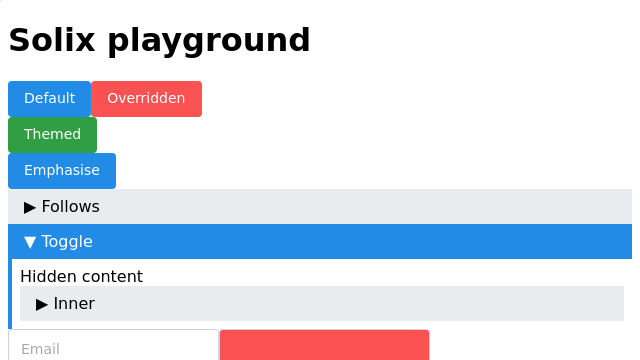 Solix playground
Default Overridden
Themed
Emphasise
▶ Follows
▼ Toggle
Hidden content
▶ Inner
Email